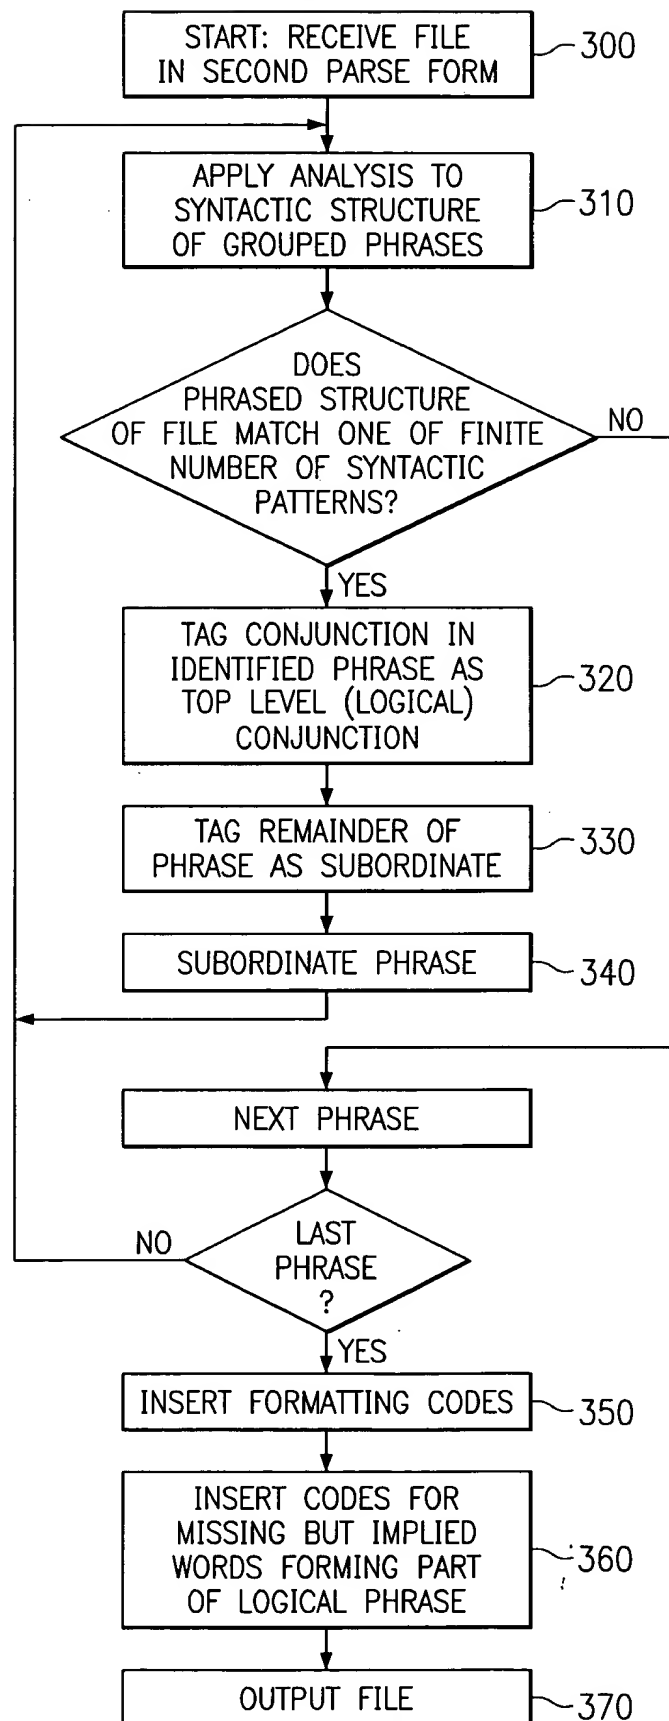 START: RECEIVE FILE
IN SECOND PARSE FORM
300
APPLY ANALYSIS TO
SYNTACTIC STRUCTURE
OF GROUPED PHRASES
310
DOES
PHRASED STRUCTURE
OF FILE MATCH ONE OF FINITE
NUMBER OF SYNTACTIC
PATTERNS?
NO
YES
TAG CONJUNCTION IN
IDENTIFIED PHRASE AS
TOP LEVEL (LOGICAL)
CONJUNCTION
320
TAG REMAINDER OF
PHRASE AS SUBORDINATE
330
SUBORDINATE PHRASE
340
NEXT PHRASE
NO
LAST
PHRASE
?
YES
INSERT FORMATTING CODES
350
INSERT CODES FOR
MISSING BUT IMPLIED
WORDS FORMING PART
OF LOGICAL PHRASE
360
OUTPUT FILE
370